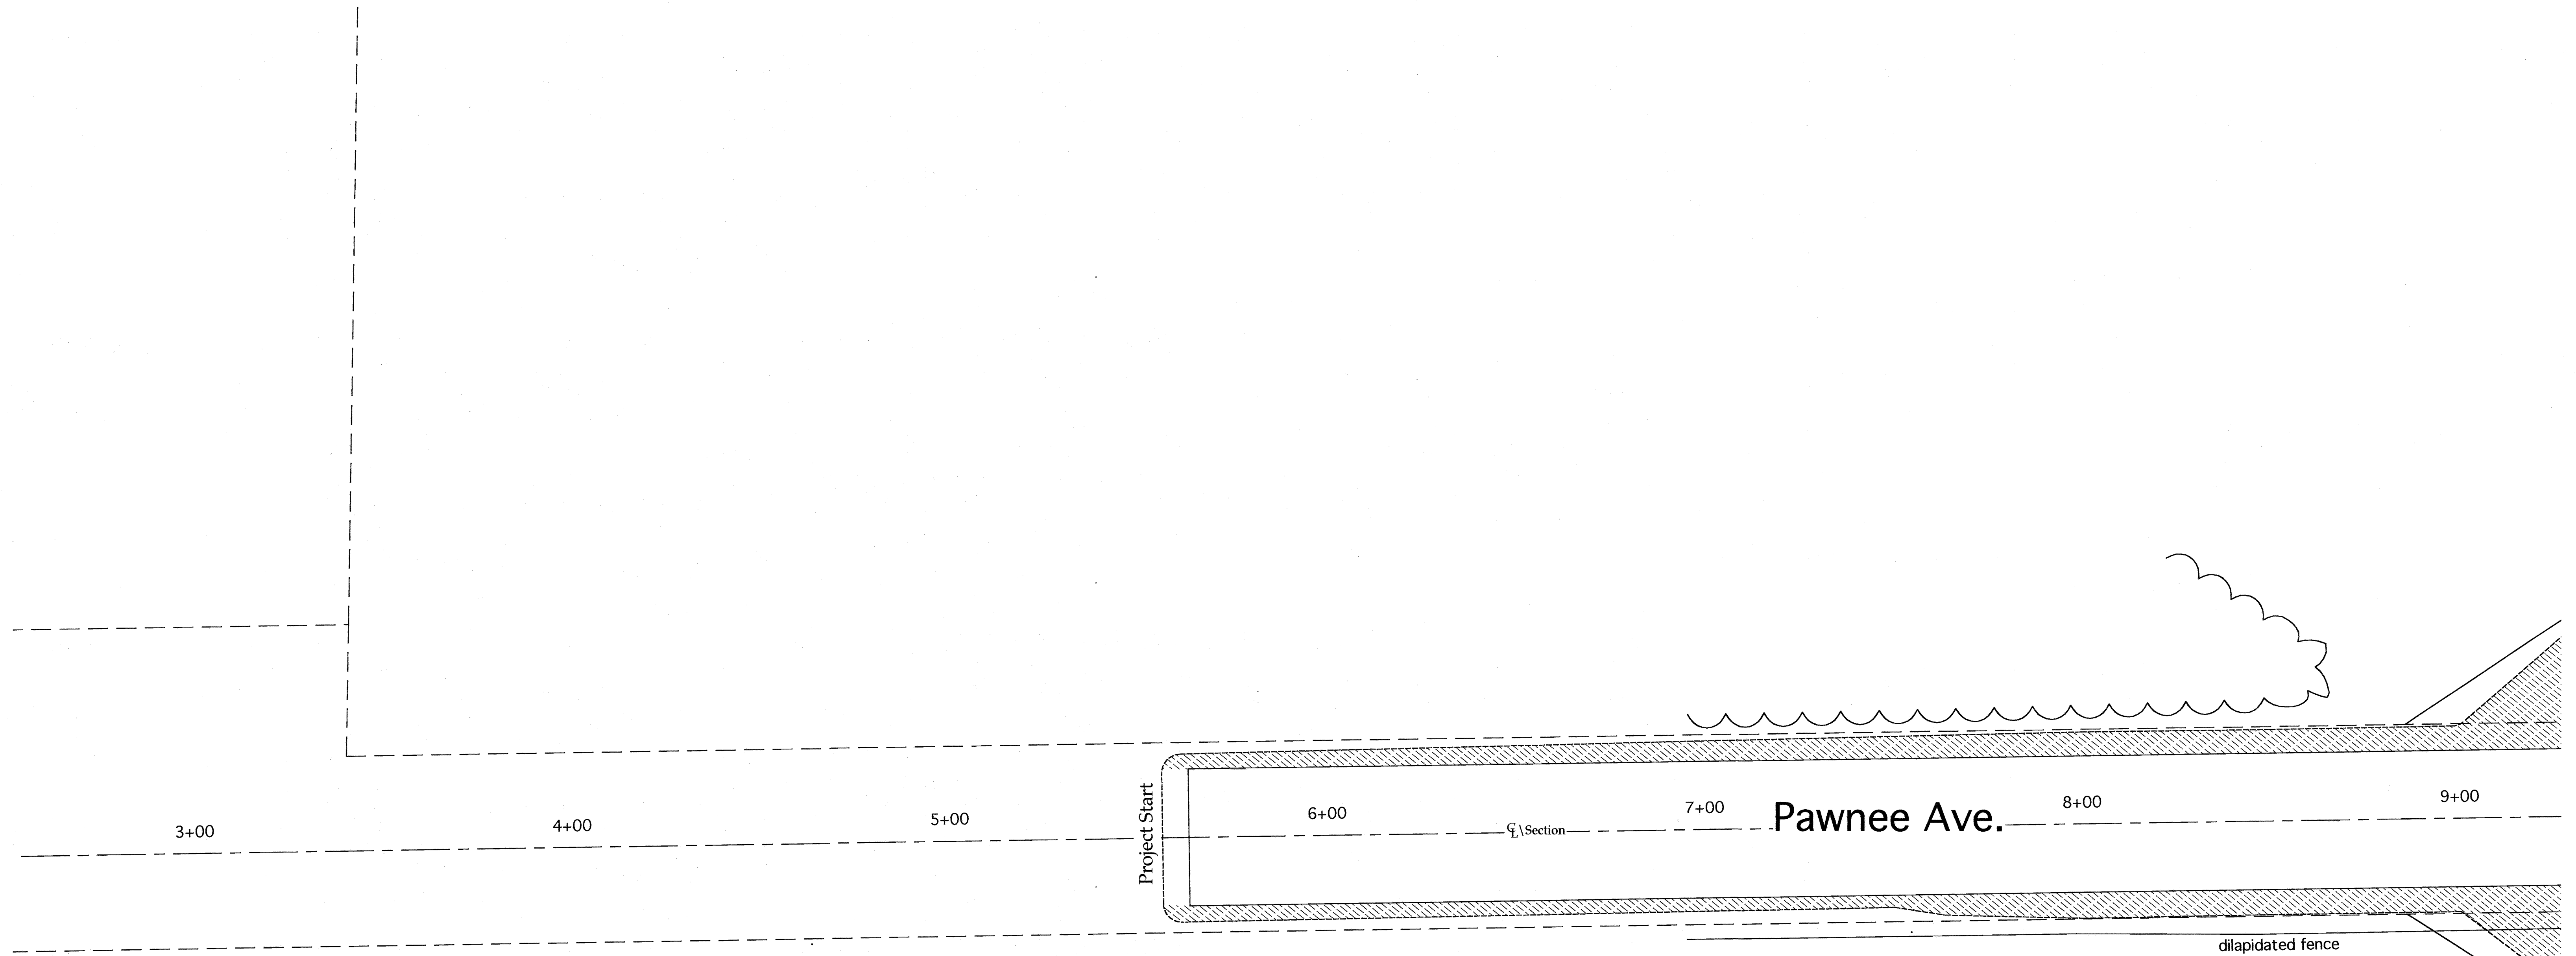 Project Start
3+00
4+00
5+00
6+00
7+00
8+00
9+00
℄\Section
Pawnee Ave.
dilapidated fence